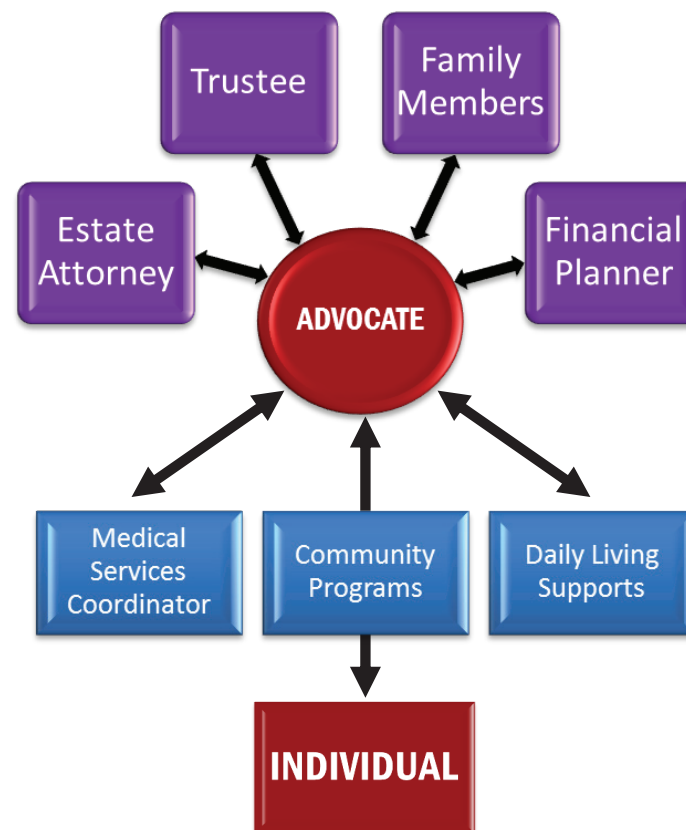 Trustee
Family
Members
Estate
Attorney
Financial
Planner
ADVOCATE
Medical
Services
Coordinator
Community
Programs
Daily Living
Supports
INDIVIDUAL